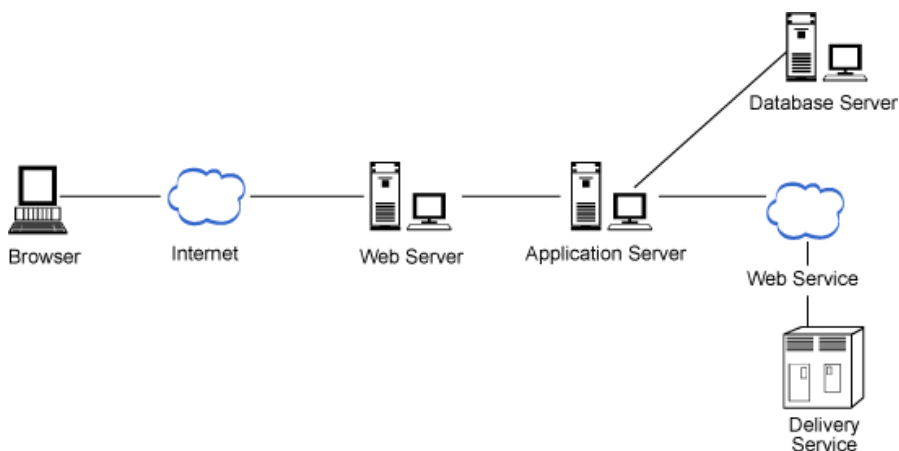 Database Server
Browser
Internet
Web Server
Application Server
Web Service
Delivery
Service